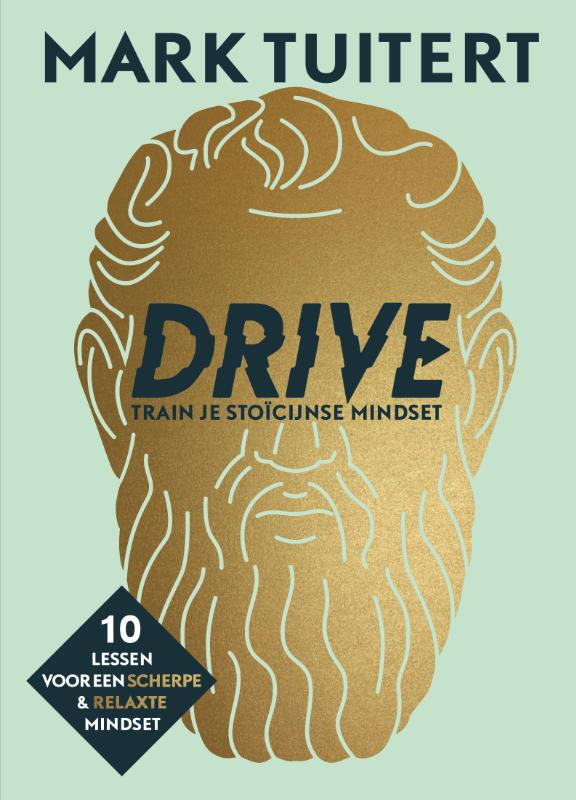 MARK TUITERT
DRIVE
TRAIN JE STOÏCIJNSE MINDSET
10
LESSEN
VOOR EEN SCHERPE
& RELAXTE
MINDSET